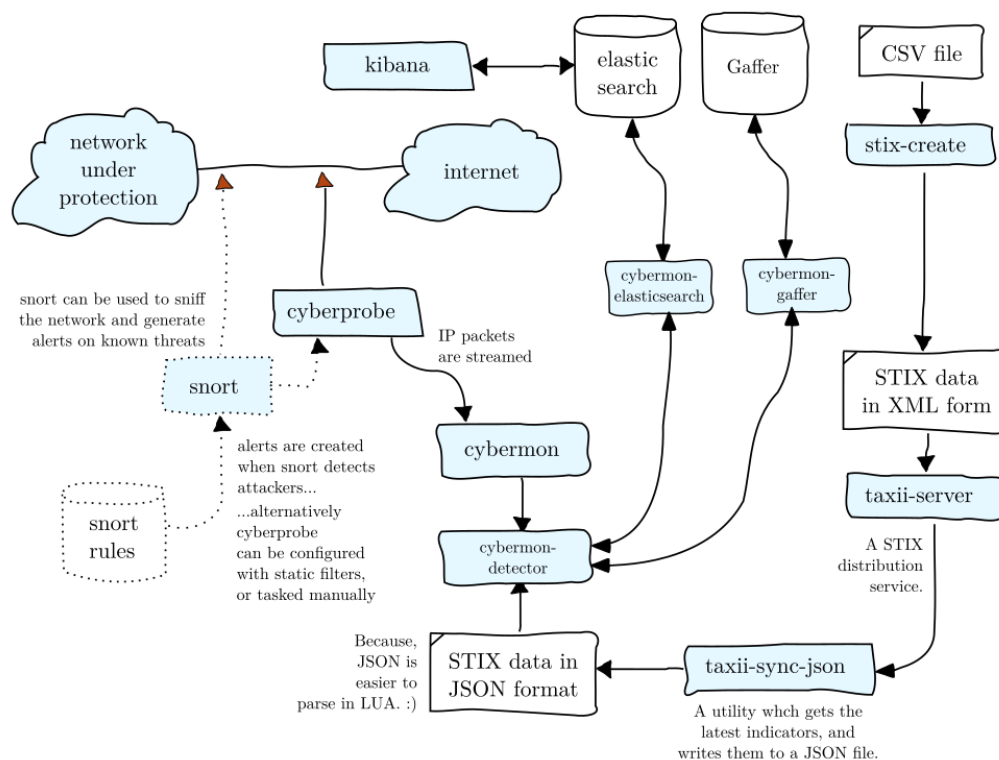 kibana
elastic
search
Gaffer
CSV file
stix-create
network
under
protection
internet
cybermon-
elasticsearch
cybermon-
gaffer
snort can be used to sniff
the network and generate
alerts on known threats
cyberprobe
IP packets
are streamed
snort
STIX data
in XML form
alerts are created
when snort detects
attackers...
...alternatively
cyberprobe
can be configured
with static filters,
or tasked manually
cybermon
taxii-server
snort
rules
cybermon-
detector
A STIX
distribution
service.
Because,
JSON is
easier to
parse in LUA. :)
STIX data in
JSON format
taxii-sync-json
A utility whch gets the
latest indicators, and
writes them to a JSON file.